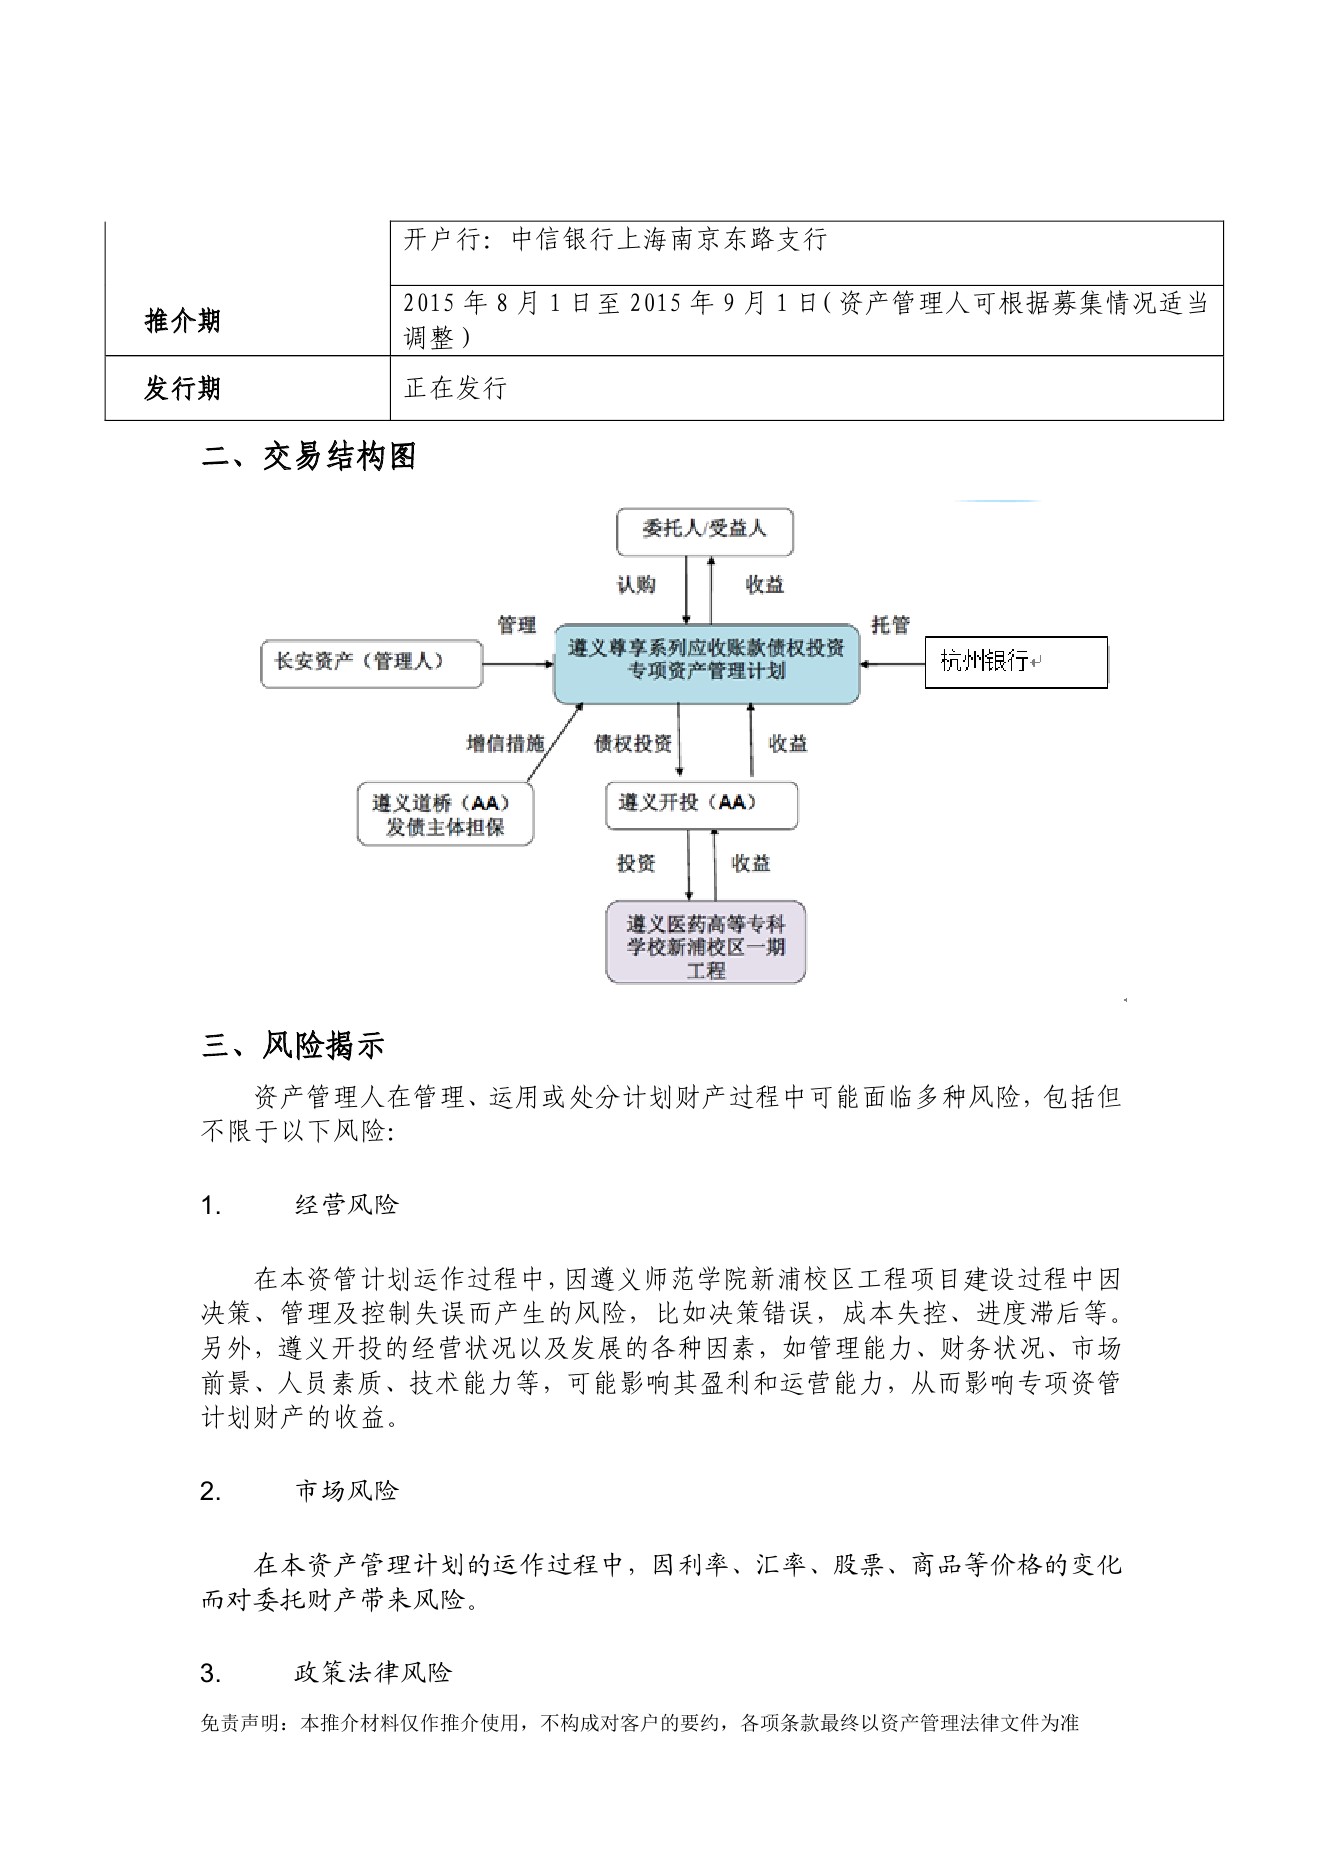 开户行：中信银行上海南京东路支行
推介期
2015 年 8 月 1 日至 2015 年 9 月 1 日（资产管理人可根据募集情况适当
调整）
发行期
正在发行
二、交易结构图
委托人/受益人
认购
收益
管理
托管
长安资产（管理人）
遵义尊享系列应收账款债权投资
专项资产管理计划
杭州银行
增信措施
债权投资
收益
遵义道桥（AA）
发债主体担保
遵义开投（AA）
投资
收益
遵义医药高等专科
学校新浦校区一期
工程
三、风险揭示
资产管理人在管理、运用或处分计划财产过程中可能面临多种风险，包括但
不限于以下风险：
1. 经营风险
在本资管计划运作过程中，因遵义师范学院新浦校区工程项目建设过程中因
决策、管理及控制失误而产生的风险，比如决策错误，成本失控、进度滞后等。
另外，遵义开投的经营状况以及发展的各种因素，如管理能力、财务状况、市场
前景、人员素质、技术能力等，可能影响其盈利和运营能力，从而影响专项资管
计划财产的收益。
2. 市场风险
在本资产管理计划的运作过程中，因利率、汇率、股票、商品等价格的变化
而对委托财产带来风险。
3. 政策法律风险
免责声明：本推介材料仅作推介使用，不构成对客户的要约，各项条款最终以资产管理法律文件为准